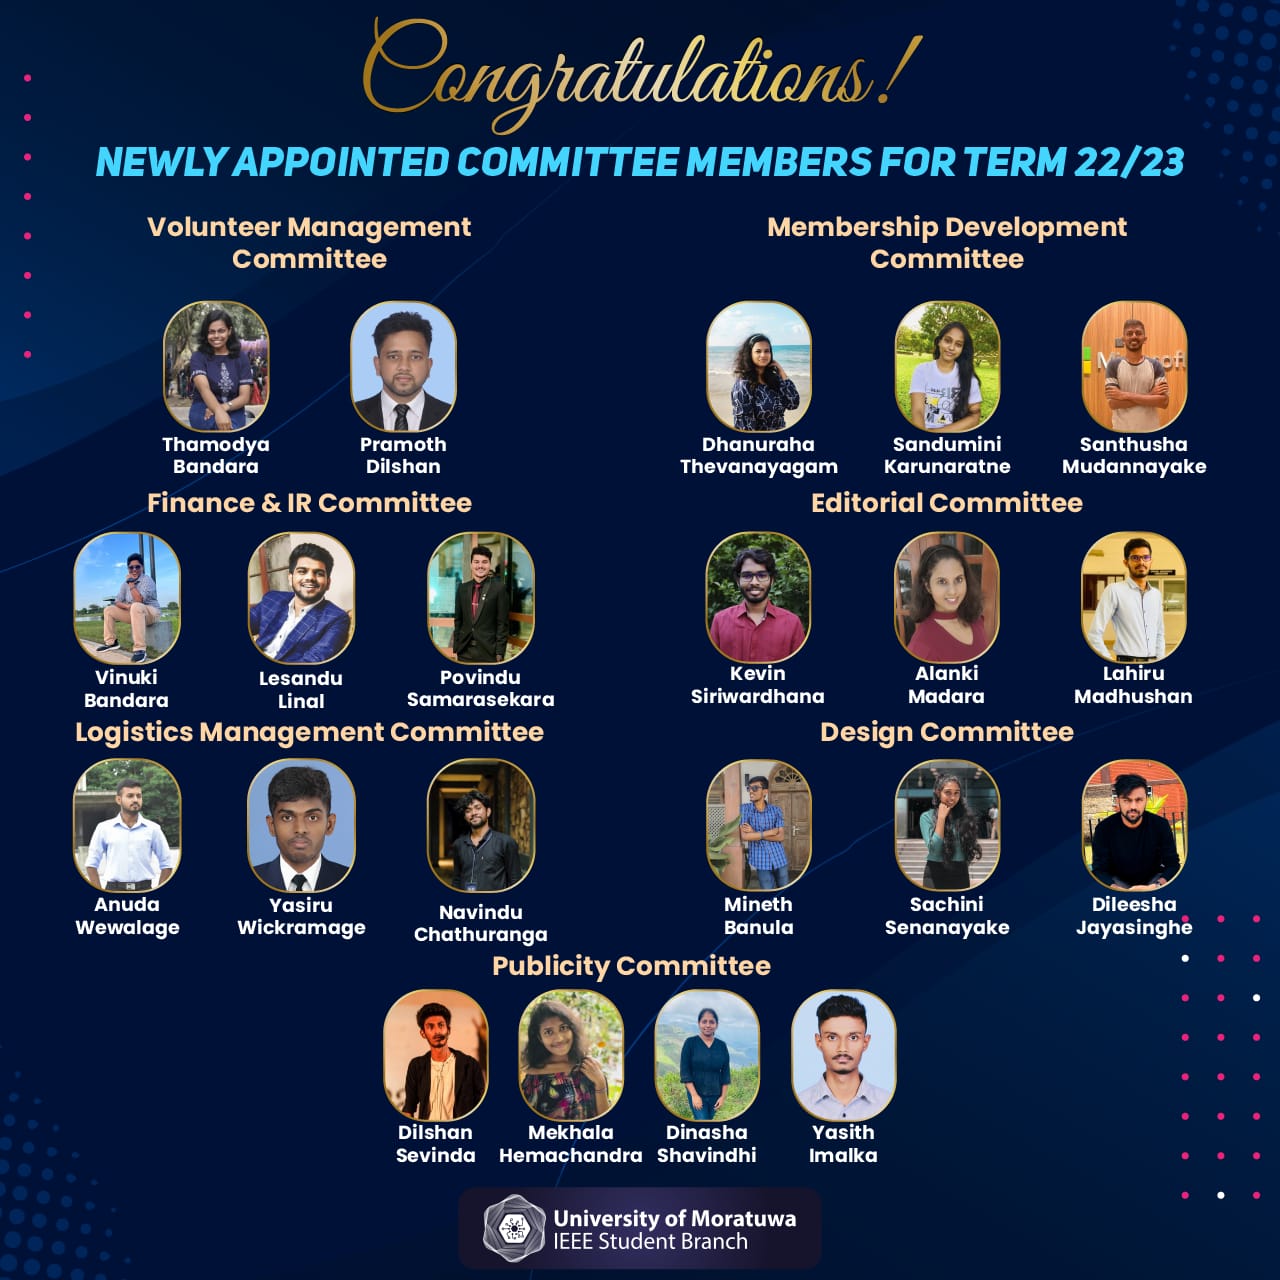 Congratulations!
NEWLY APPOINTED COMMITTEE MEMBERS FOR TERM 22/23
Volunteer Management
Committee
Thamodya
Bandara
Pramoth
Dilshan
Membership Development
Committee
Dhanuraha
Thevanayagam
Sandumini
Karunaratne
Santhusha
Mudannayake
Finance & IR Committee
Vinuki
Bandara
Lesandu
Linal
Povindu
Samarasekara
Editorial Committee
Kevin
Siriwardhana
Alanki
Madara
Lahiru
Madhushan
Logistics Management Committee
Anuda
Wewalage
Yasiru
Wickramage
Navindu
Chathuranga
Design Committee
Mineth
Banula
Sachini
Senanayake
Dileesha
Jayasinghe
Publicity Committee
Dilshan
Sevinda
Mekhala
Hemachandra
Dinasha
Shavindhi
Yasith
Imalka
University of Moratuwa
IEEE Student Branch